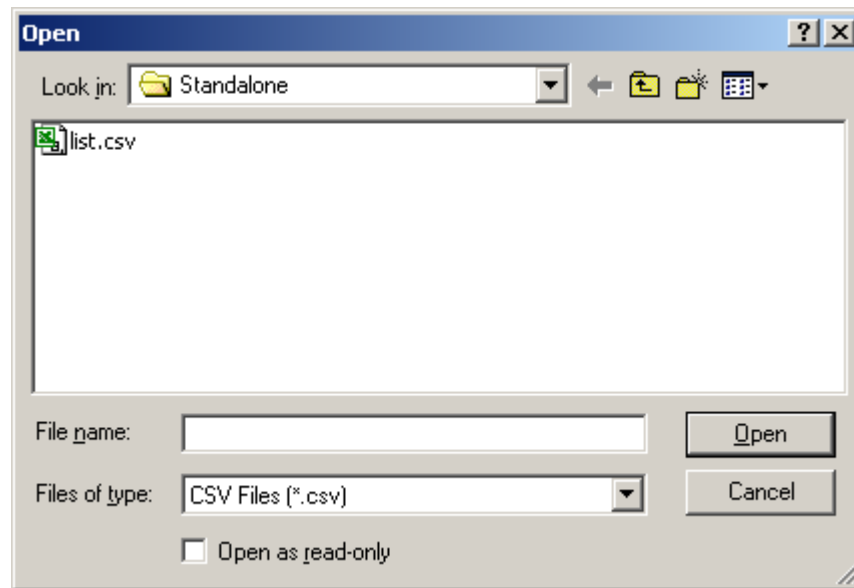 Open
Look in: Standalone
list.csv
File name:
Open
Files of type: CSV Files (*.csv)
Cancel
Open as read-only